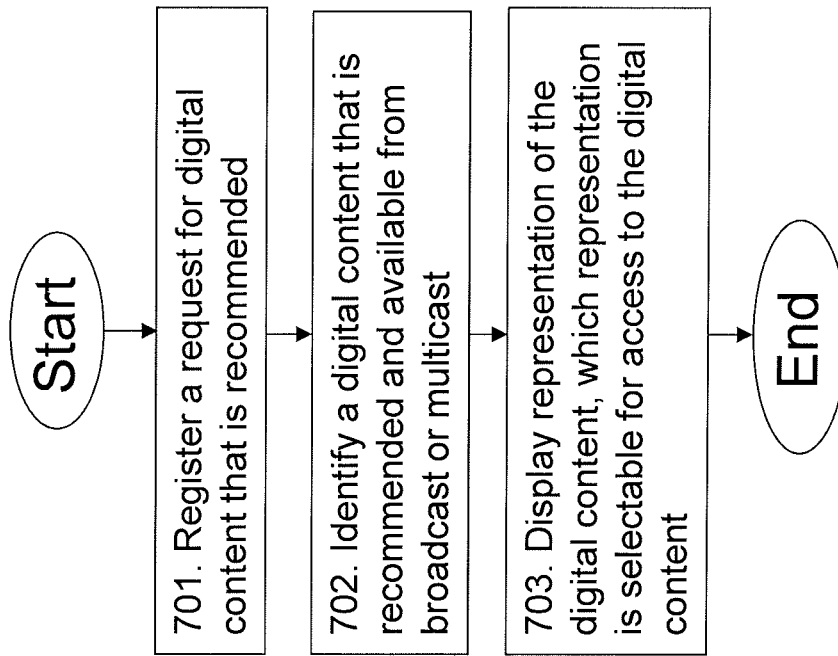 Start
701. Register a request for digital
content that is recommended
702. Identify a digital content that is
recommended and available from
broadcast or multicast
703. Display representation of the
digital content, which representation
is selectable for access to the digital
content
End